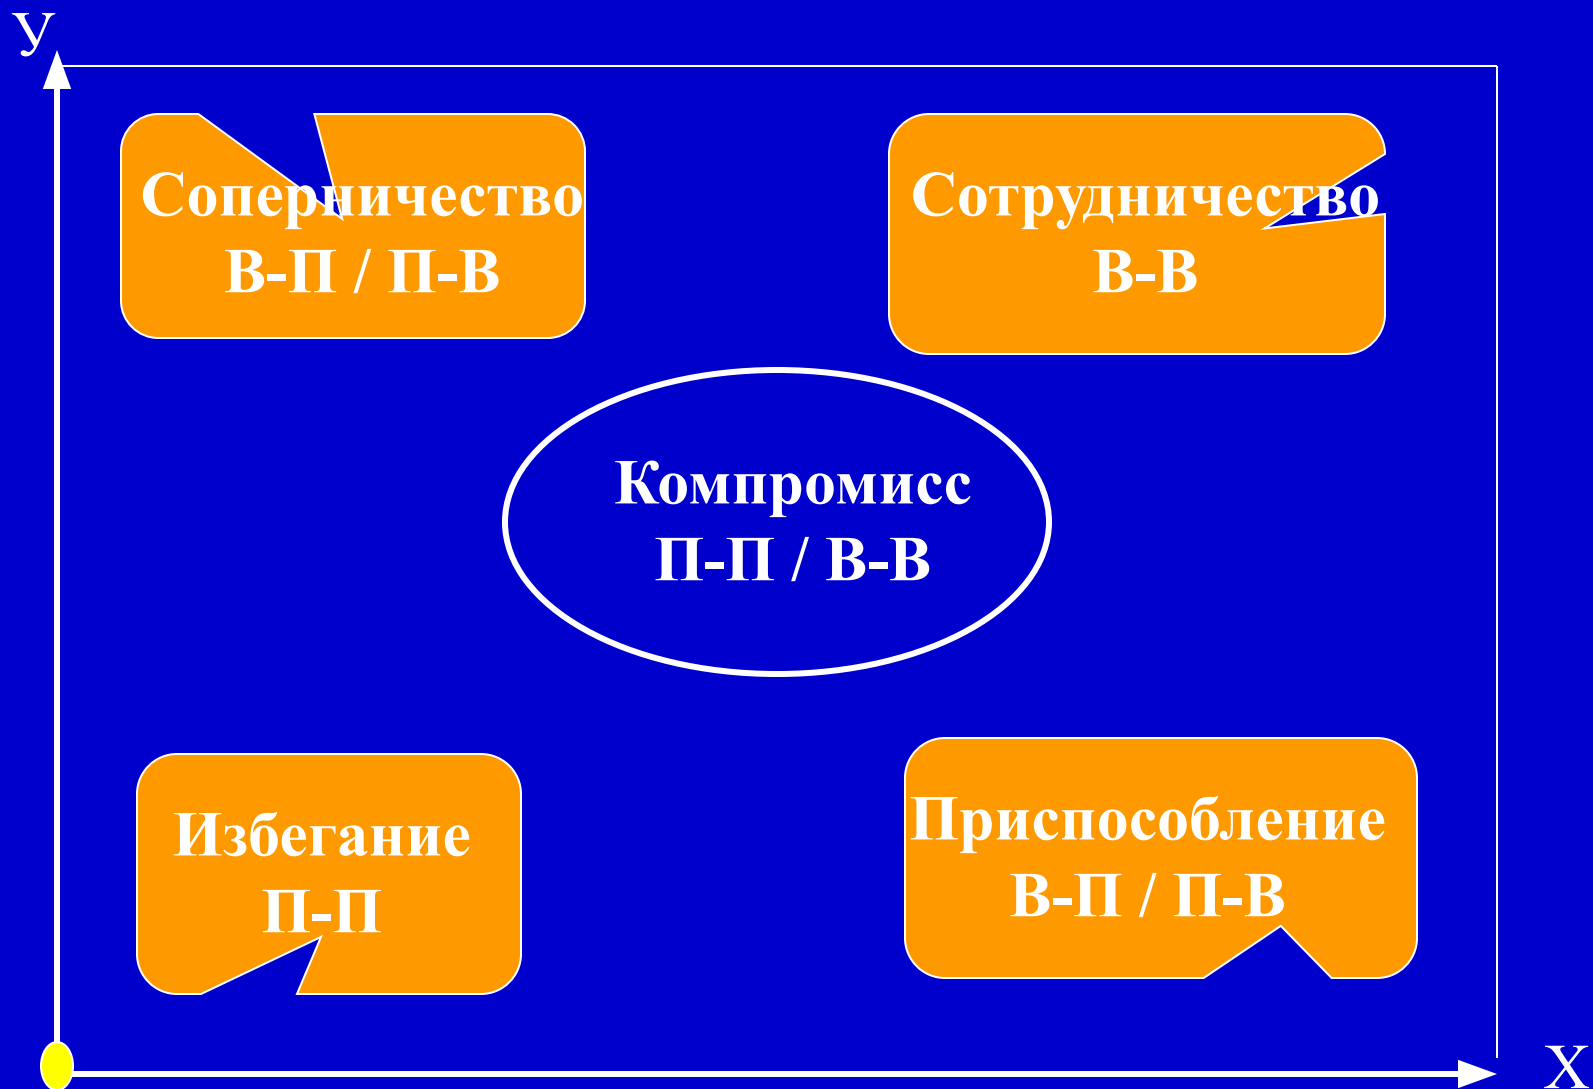 У
Соперничество
В-П / П-В
Сотрудничество
В-В
Компромисс
П-П / В-В
Избегание
П-П
Приспособление
В-П / П-В
Х